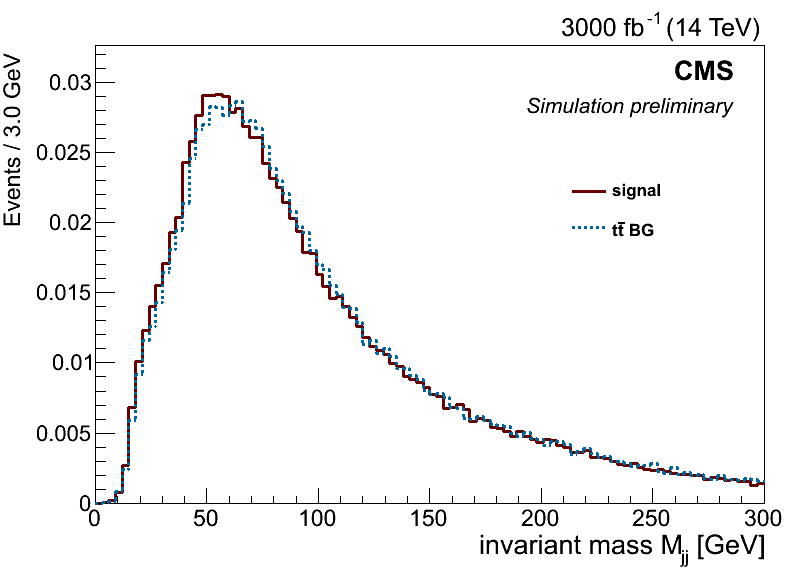 3000 fb⁻¹ (14 TeV)
CMS
Simulation preliminary
signal
tt̄ BG
Events / 3.0 GeV
0.03
0.025
0.02
0.015
0.01
0.005
0
0 50 100 150 200 250 300
invariant mass Mjj [GeV]